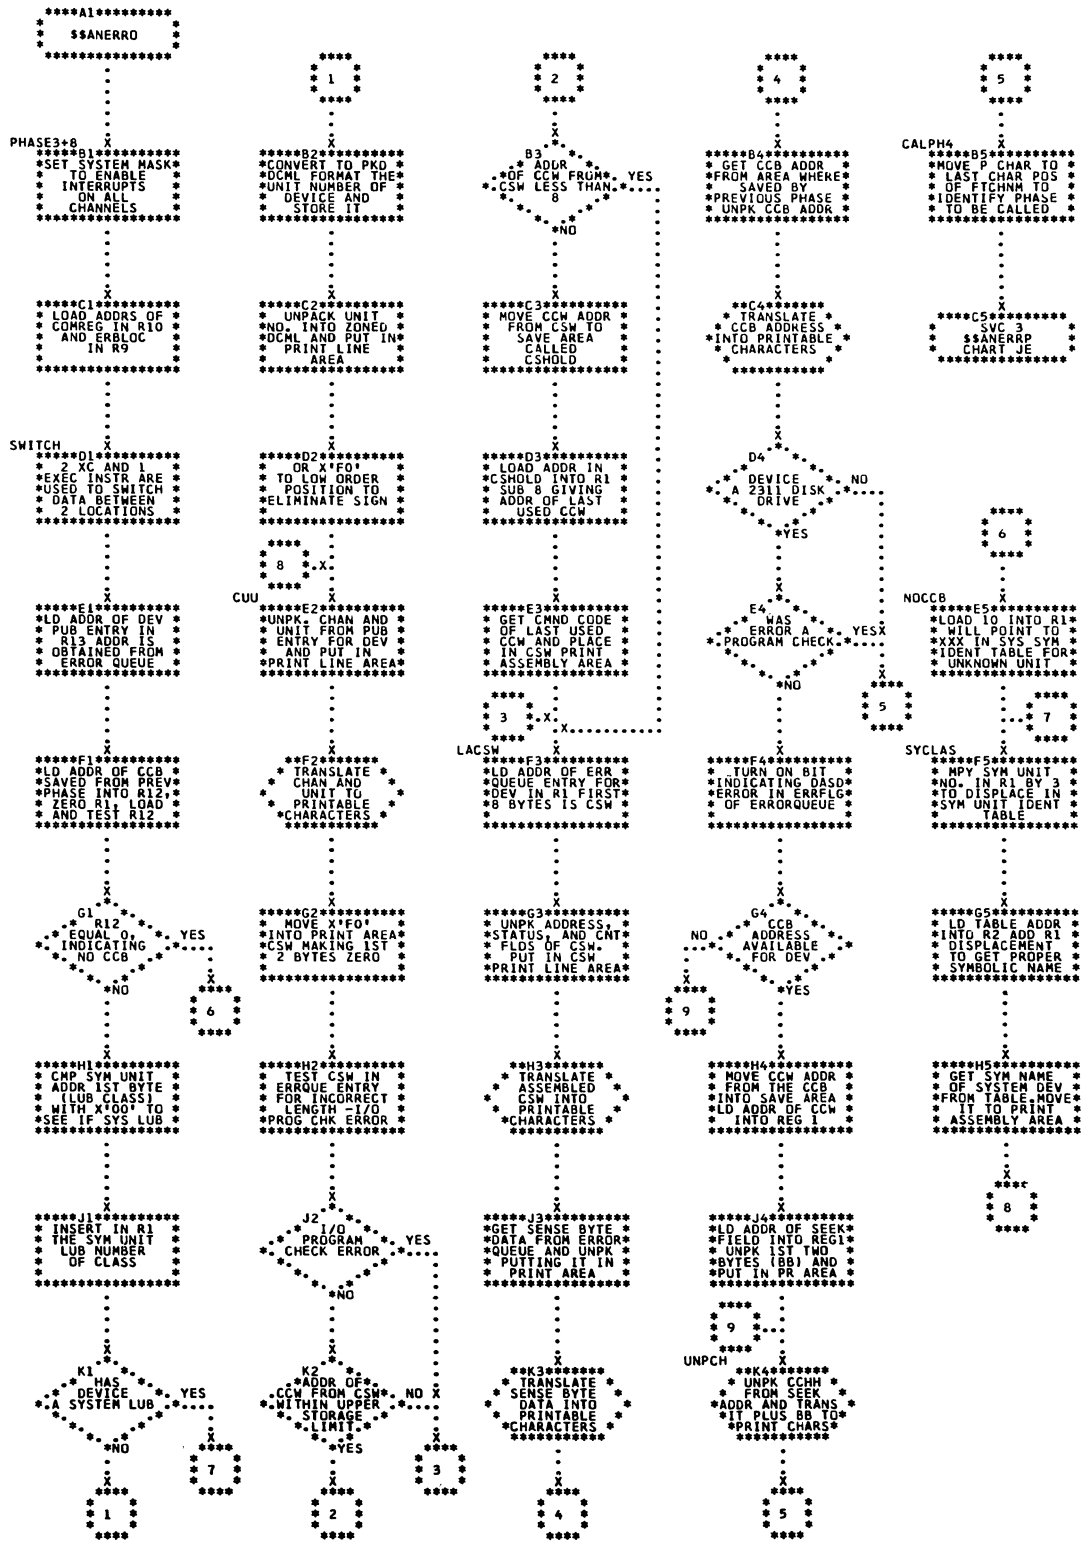 ****A1*********
$$ANERRO
PHASE3+8
*****B1**********
*SET SYSTEM MASK*
* TO ENABLE *
* INTERRUPTS *
* ON ALL *
* CHANNELS *
*****C1**********
* LOAD ADDRS OF *
* COMREG IN R10 *
* AND ERBLOC *
* IN R9 *
SWITCH
*****D1**********
* 2 XC AND 1 *
*EXEC INSTR ARE *
*USED TO SWITCH *
* DATA BETWEEN *
* 2 LOCATIONS *
*****E1**********
*LD ADDR OF DEV *
* PUB ENTRY IN *
* R13 ADDR IS *
* OBTAINED FROM *
* ERROR QUEUE *
*****F1**********
*LD ADDR OF CCB *
*SAVED FROM PREV*
*PHASE INTO R12,*
* ZERO R1, LOAD *
* AND TEST R12 *
G1
R12
EQUAL 0,
INDICATING
NO CCB
YES
*NO
6
*****H1**********
* CMP SYM UNIT *
* ADDR 1ST BYTE *
* (LUB CLASS) *
* WITH X'00' TO *
*SEE IF SYS LUB *
*****J1**********
* INSERT IN R1 *
* THE SYM UNIT *
* LUB NUMBER *
* OF CLASS *
K1
HAS
DEVICE
A SYSTEM LUB
YES
*NO
7
1
1
*****B2**********
*CONVERT TO PKD *
*DCML FORMAT THE*
*UNIT NUMBER OF *
* DEVICE AND *
* STORE IT *
*****C2**********
* UNPACK UNIT *
*NO. INTO ZONED *
*DCML AND PUT IN*
* PRINT LINE *
* AREA *
*****D2**********
* OR X'F0' *
* TO LOW ORDER *
* POSITION TO *
*ELIMINATE SIGN *
8
CUU
*****E2**********
*UNPK. CHAN AND *
* UNIT FROM PUB *
* ENTRY FOR DEV *
* AND PUT IN *
*PRINT LINE AREA*
*****F2**********
* TRANSLATE *
* CHAN AND *
* UNIT TO *
* PRINTABLE *
*CHARACTERS *
*****G2**********
* MOVE X'F0' *
*INTO PRINT AREA*
*CSW MAKING 1ST *
* 2 BYTES ZERO *
*****H2**********
* TEST CSW IN *
* ERRQUE ENTRY *
* FOR INCORRECT *
* LENGTH -I/O *
*PROG CHK ERROR *
J2
I/O
PROGRAM
CHECK ERROR
YES
*NO
K2
*ADDR OF
CCW FROM CSW
*WITHIN UPPER
STORAGE
LIMIT
NO
*YES
3
2
2
B3
ADDR
OF CCW FROM
CSW LESS THAN
8
YES
*NO
*****C3**********
*MOVE CCW ADDR *
* FROM CSW TO *
* SAVE AREA *
* CALLED *
* CSHOLD *
*****D3**********
* LOAD ADDR IN *
*CSHOLD INTO R1 *
* SUB 8 GIVING *
* ADDR OF LAST *
* USED CCW *
*****E3**********
* GET CMND CODE *
* OF LAST USED *
* CCW AND PLACE *
* IN CSW PRINT *
* ASSEMBLY AREA *
3
LACSW
*****F3**********
*LD ADDR OF ERR *
*QUEUE ENTRY FOR*
*DEV IN R1 FIRST*
*8 BYTES IS CSW *
*****G3**********
* UNPK ADDRESS, *
*STATUS, AND CNT*
* FLDS OF CSW. *
* PUT IN CSW *
*PRINT LINE AREA*
*****H3**********
* TRANSLATE *
* ASSEMBLED *
* CSW INTO *
* PRINTABLE *
*CHARACTERS *
*****J3**********
*GET SENSE BYTE *
*DATA FROM ERROR*
*QUEUE AND UNPK *
* PUTTING IT IN *
* PRINT AREA *
*****K3**********
*TRANSLATE *
* SENSE BYTE *
* DATA INTO *
* PRINTABLE *
*CHARACTERS *
4
4
*****B4**********
* GET CCB ADDR *
*FROM AREA WHERE*
* SAVED BY *
*PREVIOUS PHASE *
* UNPK CCB ADDR *
*****C4**********
*TRANSLATE *
* CCB ADDRESS *
*INTO PRINTABLE *
* CHARACTERS *
D4
DEVICE
A 2311 DISK
DRIVE
NO
*YES
E4
WAS
ERROR A
PROGRAM CHECK
YES
*NO
5
*****F4**********
* TURN ON BIT *
*INDICATING DASD*
*ERROR IN ERRFLG*
*OF ERRORQUEUE *
G4
CCB
ADDRESS
AVAILABLE
FOR DEV
NO
*YES
9
*****H4**********
* MOVE CCW ADDR *
* FROM THE CCB *
*INTO SAVE AREA *
*LD ADDR OF CCW *
* INTO REG 1 *
*****J4**********
*LD ADDR OF SEEK*
*FIELD INTO REG1*
* UNPK 1ST TWO *
*BYTES (BB) AND *
*PUT IN PR AREA *
9
UNPCH
*****K4**********
* UNPK CCHH *
* FROM SEEK *
* ADDR AND TRANS *
*IT PLUS BB TO *
*PRINT CHARS*
5
5
CALPH4
*****B5**********
*MOVE P CHAR TO *
* LAST CHAR POS *
* OF FTCHNM TO *
*IDENTIFY PHASE *
* TO BE CALLED *
*****C5**********
SVC 3
$$ANERRP
CHART JE
6
NOCCB
*****E5**********
*LOAD 10 INTO R1*
* WILL POINT TO *
*XXX IN SYS SYM *
*IDENT TABLE FOR*
* UNKNOWN UNIT *
7
SYCLAS
*****F5**********
* MPY SYM UNIT *
* NO. IN R1 BY 3*
*TO DISPLACE IN *
*SYM UNIT IDENT *
* TABLE *
*****G5**********
* LD TABLE ADDR *
*INTO R2 ADD R1 *
* DISPLACEMENT *
* TO GET PROPER *
* SYMBOLIC NAME *
*****H5**********
* GET SYM NAME *
* OF SYSTEM DEV *
*FROM TABLE.MOVE*
* IT TO PRINT *
* ASSEMBLY AREA *
8